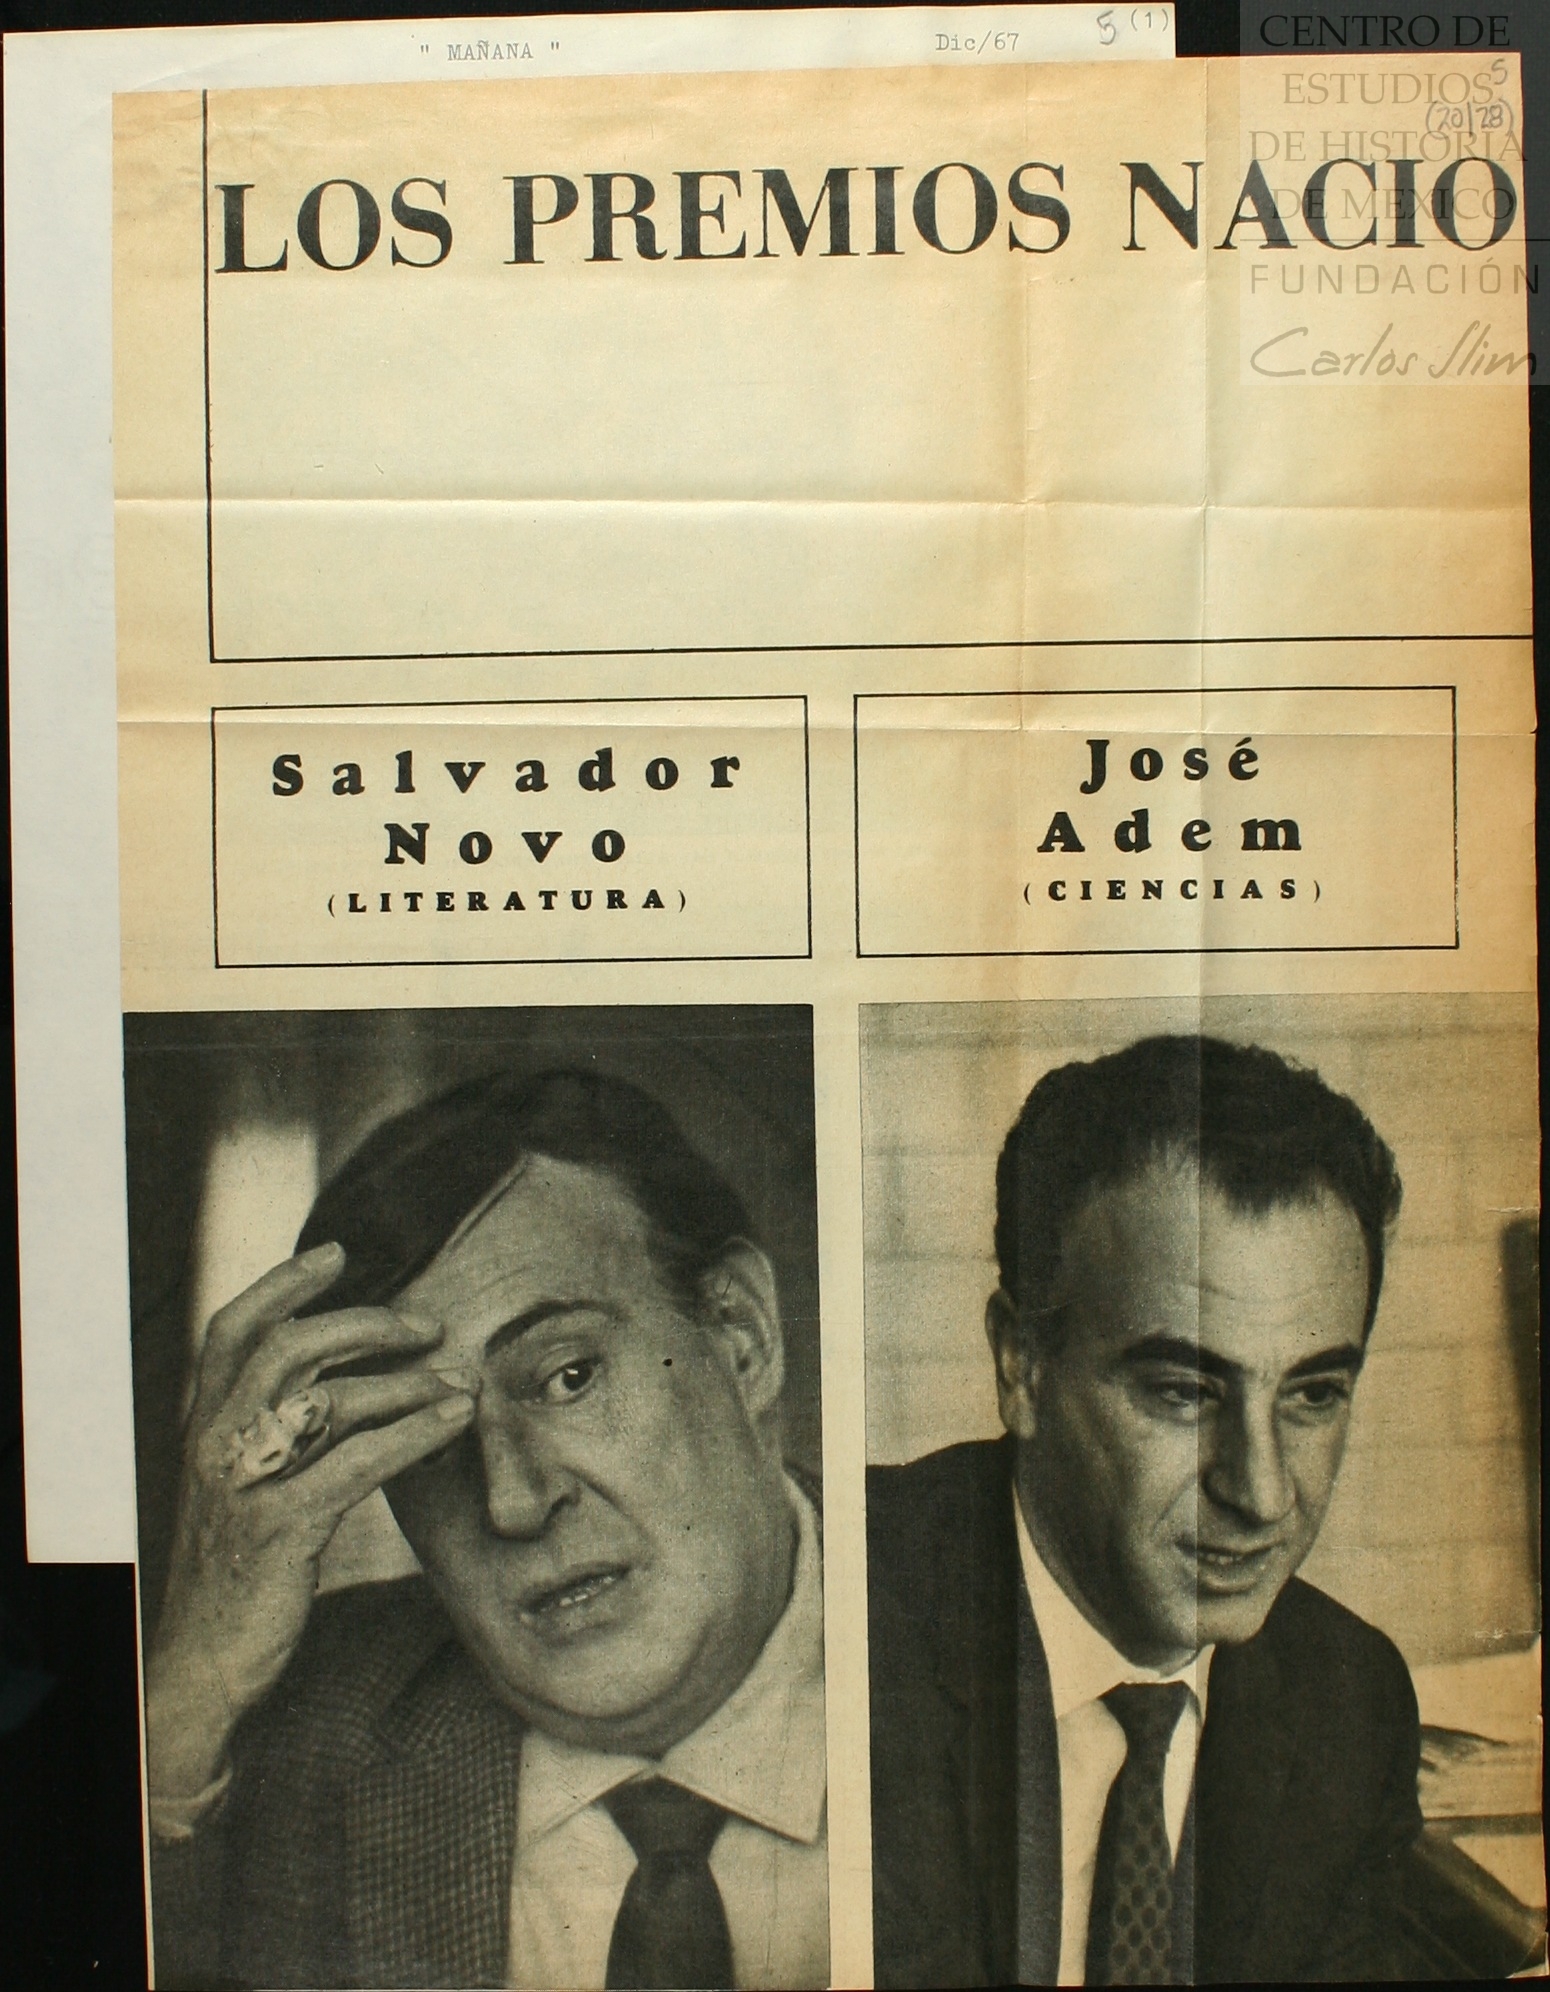 " MAÑANA "
Dic/67
5 (1)
CENTRO DE
ESTUDIOS
DE HISTORIA
DE MEXICO
FUNDACIÓN
Carlos Slim
5
(20/28)
LOS PREMIOS NACIO
Salvador
Novo
(LITERATURA)
José
Adem
(CIENCIAS)